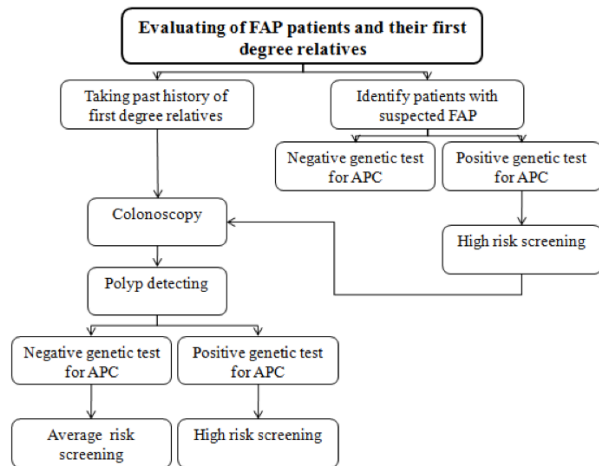 Evaluating of FAP patients and their first
degree relatives
Taking past history of
first degree relatives
Identify patients with
suspected FAP
Negative genetic test
for APC
Positive genetic test
for APC
Colonoscopy
High risk screening
Polyp detecting
Negative genetic test
for APC
Positive genetic test
for APC
Average risk
screening
High risk screening